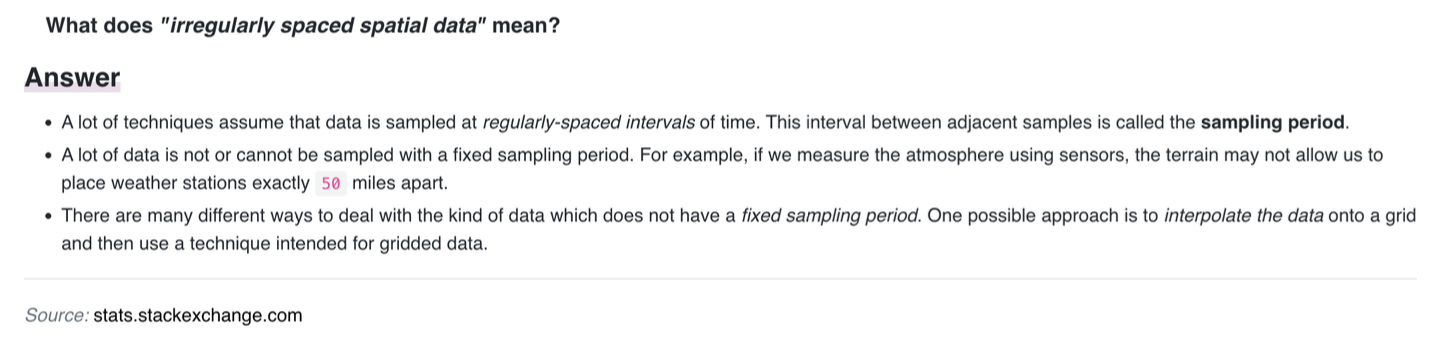 What does "irregularly spaced spatial data" mean?
Answer
• A lot of techniques assume that data is sampled at regularly-spaced intervals of time. This interval between adjacent samples is called the sampling period.
• A lot of data is not or cannot be sampled with a fixed sampling period. For example, if we measure the atmosphere using sensors, the terrain may not allow us to
place weather stations exactly 50 miles apart.
• There are many different ways to deal with the kind of data which does not have a fixed sampling period. One possible approach is to interpolate the data onto a grid
and then use a technique intended for gridded data.
Source: stats.stackexchange.com